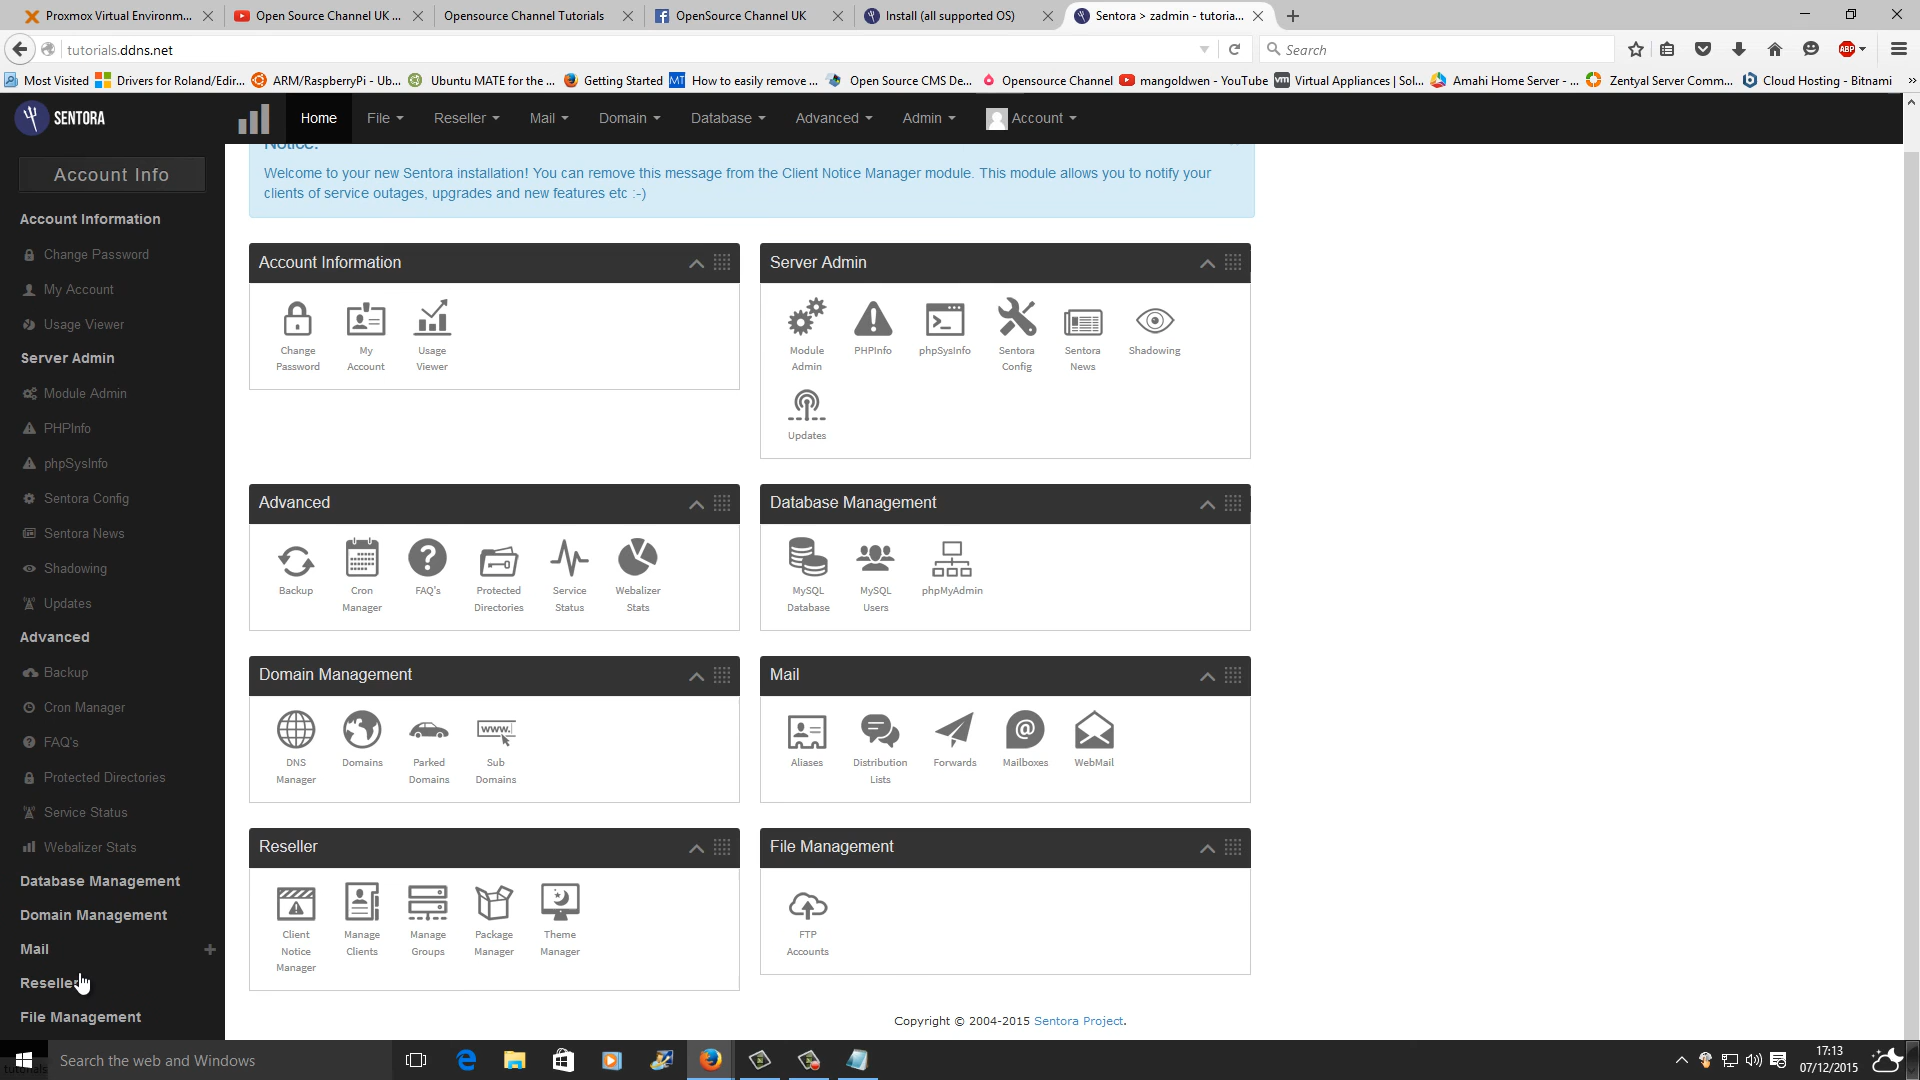 Proxmox Virtual Environm...
Open Source Channel UK ...
Opensource Channel Tutorials
OpenSource Channel UK
Install (all supported OS)
Sentora > zadmin - tutoria...
tutorials.ddns.net
Search
ABP
Most Visited
Drivers for Roland/Edir...
ARM/RaspberryPi - Ub...
Ubuntu MATE for the ...
Getting Started
MT
How to easily remove ...
Open Source CMS De...
Opensource Channel
mangoldwen - YouTube
vm
Virtual Appliances | Sol...
Amahi Home Server - ...
Zentyal Server Comm...
Cloud Hosting - Bitnami
SENTORA
Home
File
Reseller
Mail
Domain
Database
Advanced
Admin
Account
Account Info
Account Information
Change Password
My Account
Usage Viewer
Server Admin
Module Admin
PHPInfo
phpSysInfo
Sentora Config
Sentora News
Shadowing
Updates
Advanced
Backup
Cron Manager
FAQ's
Protected Directories
Service Status
Webalizer Stats
Database Management
Domain Management
Mail
Reseller
File Management
Notice:
Welcome to your new Sentora installation! You can remove this message from the Client Notice Manager module. This module allows you to notify your
clients of service outages, upgrades and new features etc :-)
Account Information
Change
Password
My
Account
Usage
Viewer
Server Admin
Module
Admin
PHPInfo
phpSysInfo
Sentora
Config
Sentora
News
Shadowing
Updates
Advanced
Backup
Cron
Manager
FAQ's
Protected
Directories
Service
Status
Webalizer
Stats
Database Management
MySQL
Database
MySQL
Users
phpMyAdmin
Domain Management
DNS
Manager
Domains
Parked
Domains
www.
Sub
Domains
Mail
Aliases
Distribution
Lists
Forwards
Mailboxes
WebMail
Reseller
Client
Notice
Manager
Manage
Clients
Manage
Groups
Package
Manager
Theme
Manager
File Management
FTP
Accounts
Copyright © 2004-2015 Sentora Project.
Search the web and Windows
17:13
07/12/2015